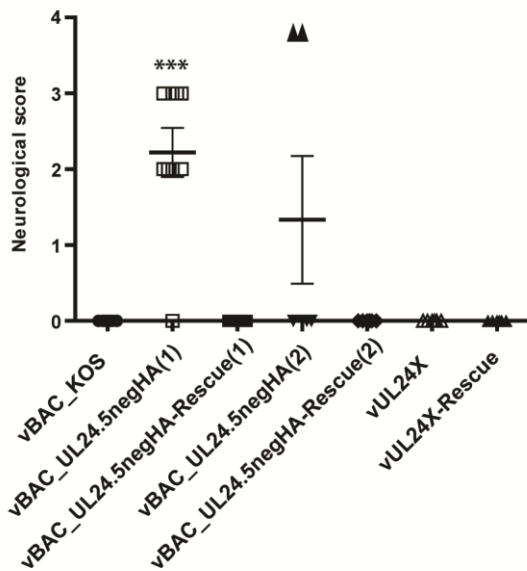 4
***
3
2
1
0
Neurological score
vBAC_KOS
vBAC_UL24.5negHA(1)
vBAC_UL24.5negHA-Rescue(1)
vBAC_UL24.5negHA(2)
vBAC_UL24.5negHA-Rescue(2)
vUL24X
vUL24X-Rescue